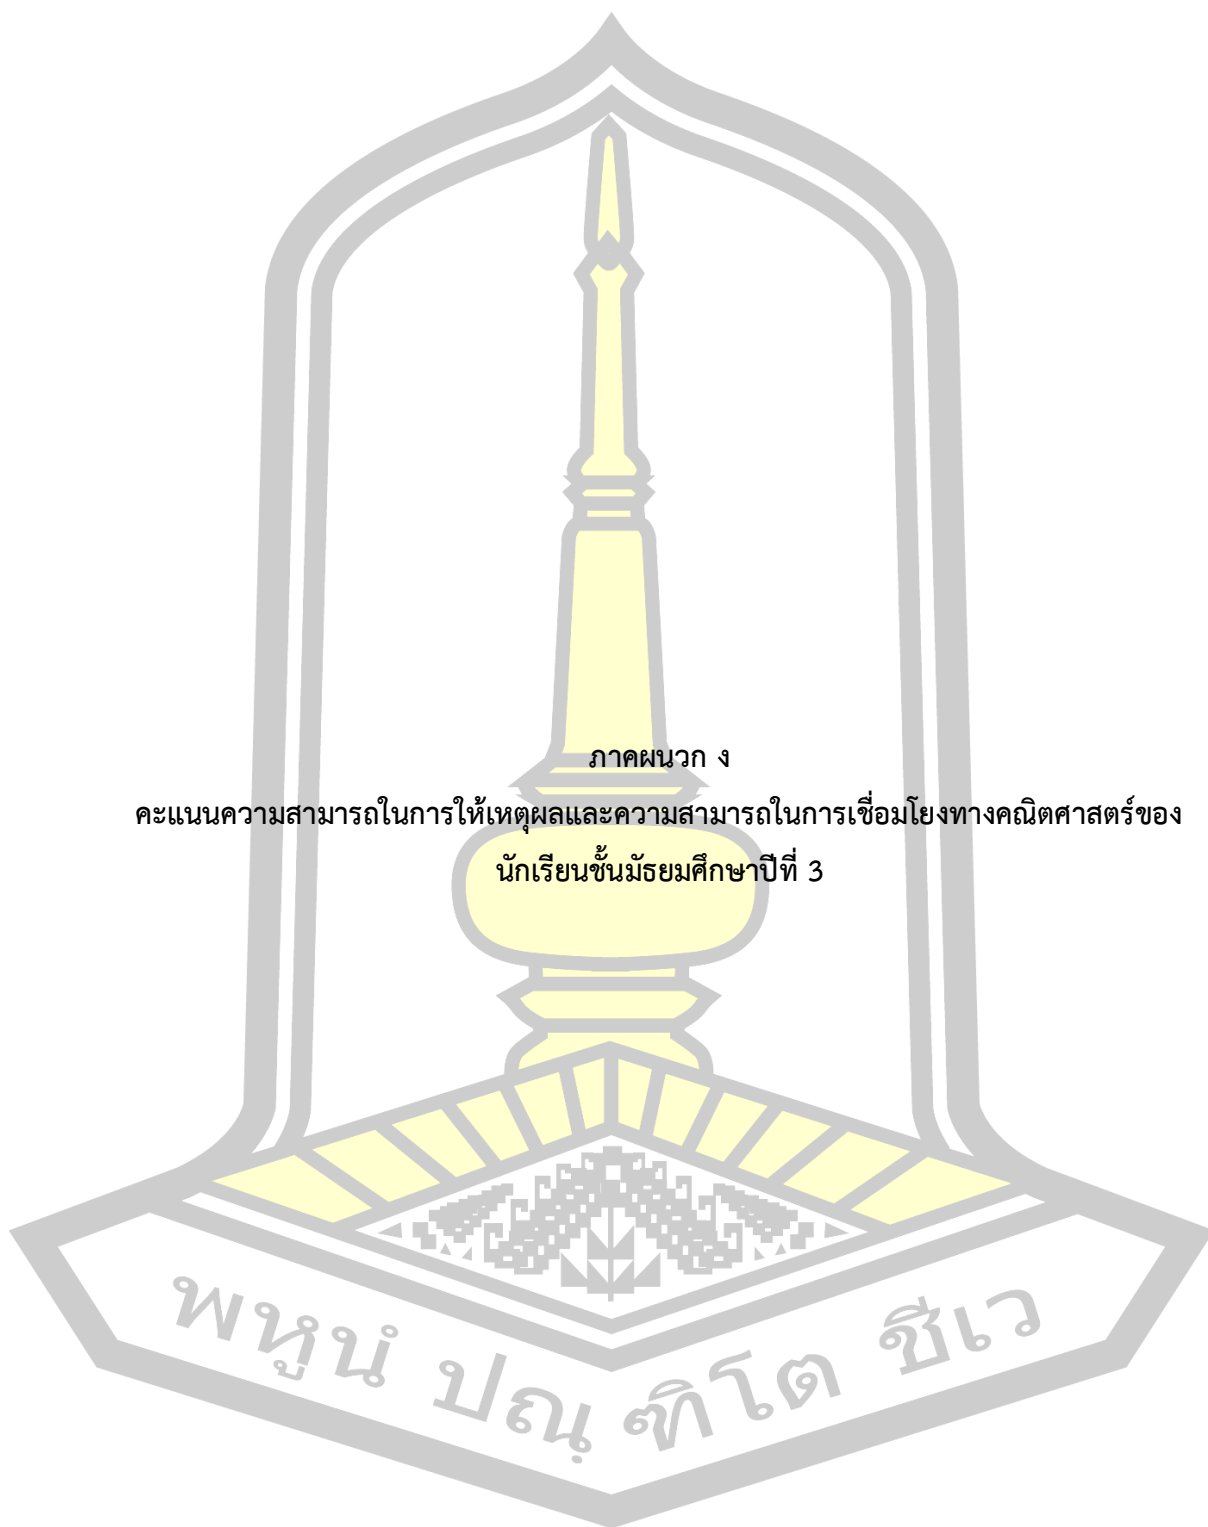 ภาคผนวก ง
คะแนนความสามารถในการให้เหตุผลและความสามารถในการเชื่อมโยงทางคณิตศาสตร์ของ
นักเรียนชั้นมัธยมศึกษาปีที่ 3
พหูนํ ปณฺฑิโต ชีเว